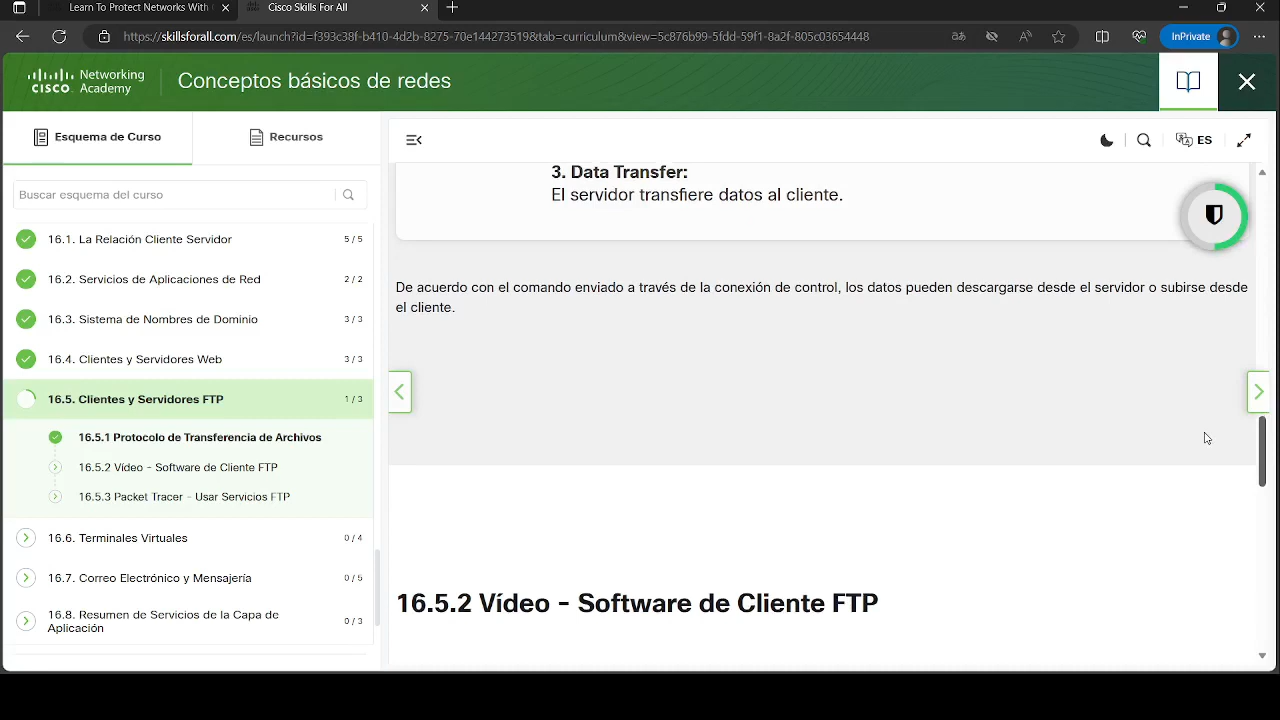 Learn To Protect Networks With
Cisco Skills For All
https://skillsforall.com/es/launch?id=f393c38f-b410-4d2b-8275-70e144273519&tab=curriculum&view=5c876b99-5fdd-59f1-8a2f-805c03654448
InPrivate
CISCO
Networking
Academy
Conceptos básicos de redes
Esquema de Curso
Recursos
ES
Buscar esquema del curso
16.1. La Relación Cliente Servidor 5 / 5
16.2. Servicios de Aplicaciones de Red 2 / 2
16.3. Sistema de Nombres de Dominio 3 / 3
16.4. Clientes y Servidores Web 3 / 3
16.5. Clientes y Servidores FTP 1 / 3
16.5.1 Protocolo de Transferencia de Archivos
16.5.2 Vídeo - Software de Cliente FTP
16.5.3 Packet Tracer - Usar Servicios FTP
16.6. Terminales Virtuales 0 / 4
16.7. Correo Electrónico y Mensajería 0 / 5
16.8. Resumen de Servicios de la Capa de
Aplicación 0 / 3
3. Data Transfer:
El servidor transfiere datos al cliente.
De acuerdo con el comando enviado a través de la conexión de control, los datos pueden descargarse desde el servidor o subirse desde
el cliente.
16.5.2 Vídeo - Software de Cliente FTP